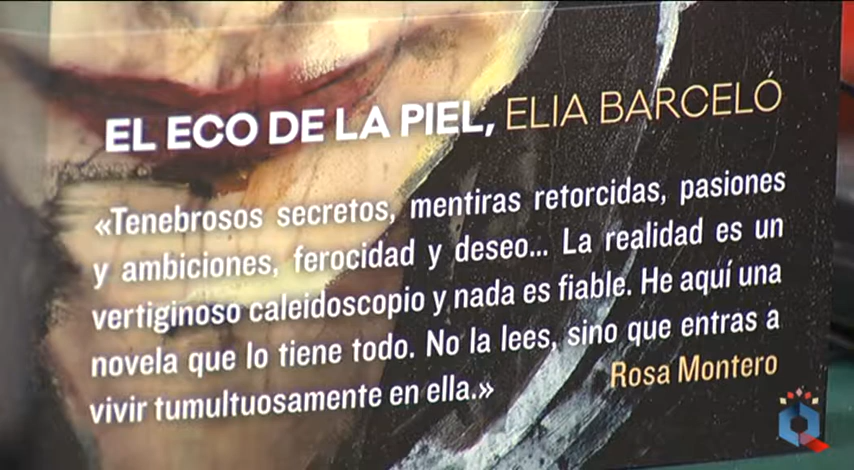 EL ECO DE LA PIEL, ELIA BARCELÓ
«Tenebrosos secretos, mentiras retorcidas, pasiones
y ambiciones, ferocidad y deseo... La realidad es un
vertiginoso caleidoscopio y nada es fiable. He aquí una
novela que lo tiene todo. No la lees, sino que entras a
vivir tumultuosamente en ella.»
Rosa Montero